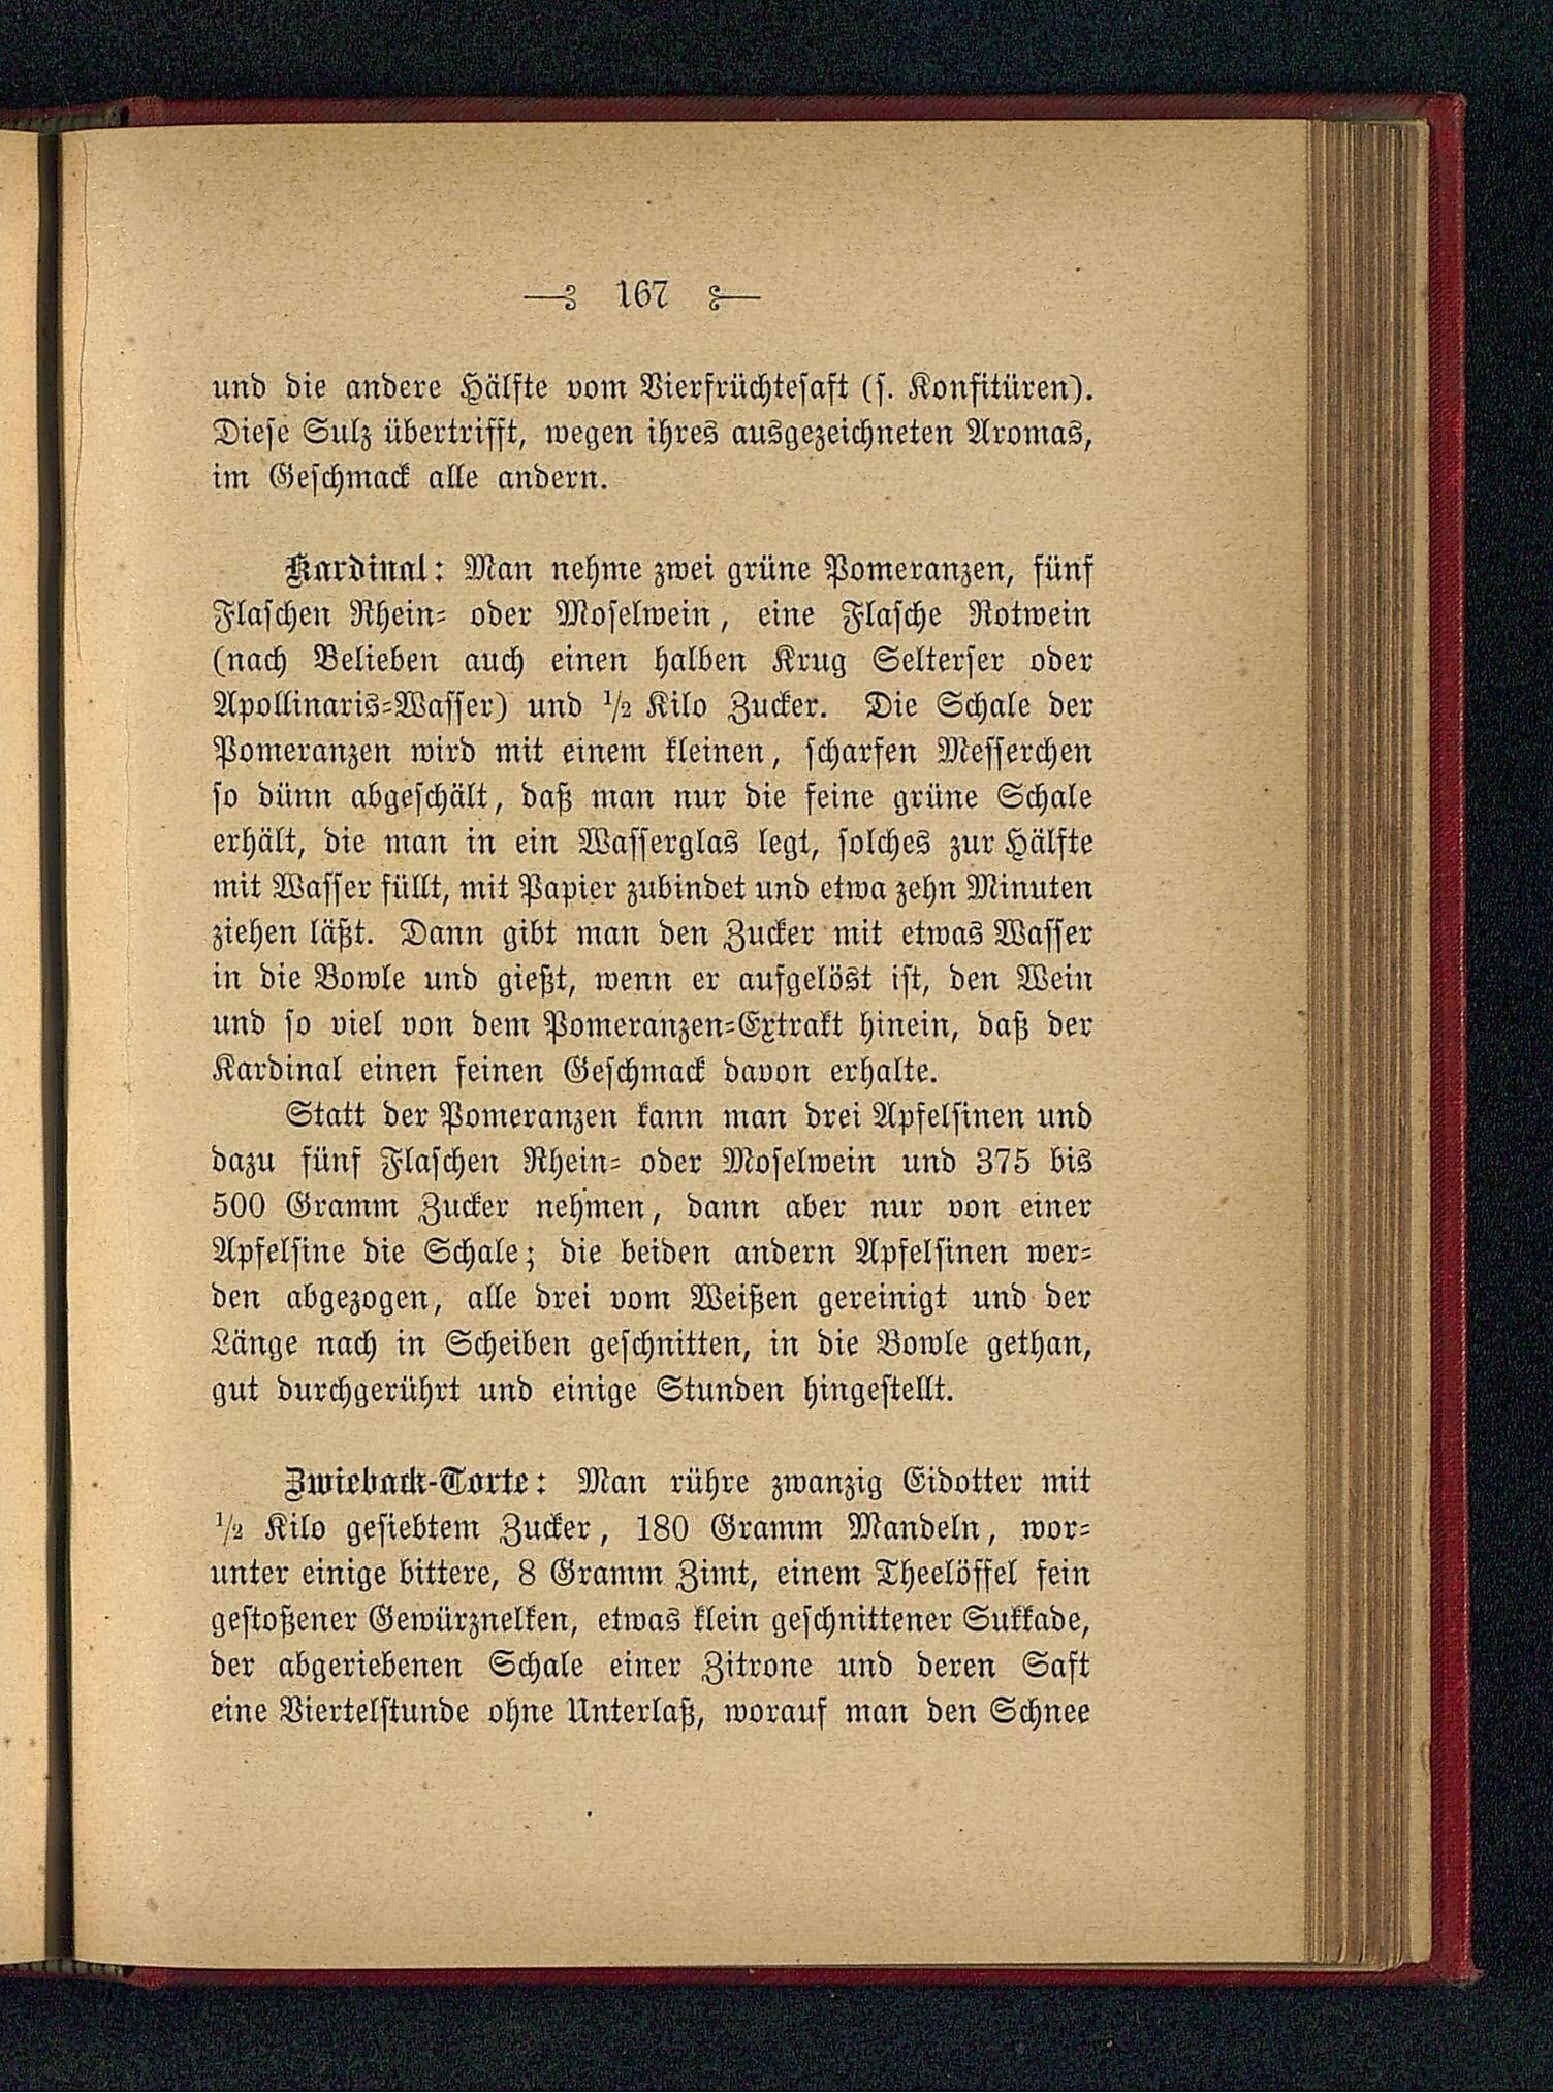 167
und die andere Hälfte vom Vierfrüchtesaft (s. Konfitüren).
Diese Sulz übertrifft, wegen ihres ausgezeichneten Aromas,
im Geschmack alle andern.
Kardinal: Man nehme zwei grüne Pomeranzen, fünf
Flaschen Rhein- oder Moselwein, eine Flasche Rotwein
(nach Belieben auch einen halben Krug Selterser oder
Apollinaris-Wasser) und ½ Kilo Zucker. Die Schale der
Pomeranzen wird mit einem kleinen, scharfen Messerchen
so dünn abgeschält, daß man nur die feine grüne Schale
erhält, die man in ein Wasserglas legt, solches zur Hälfte
mit Wasser füllt, mit Papier zubindet und etwa zehn Minuten
ziehen läßt. Dann gibt man den Zucker mit etwas Wasser
in die Bowle und gießt, wenn er aufgelöst ist, den Wein
und so viel von dem Pomeranzen-Extrakt hinein, daß der
Kardinal einen feinen Geschmack davon erhalte.
Statt der Pomeranzen kann man drei Apfelsinen und
dazu fünf Flaschen Rhein- oder Moselwein und 375 bis
500 Gramm Zucker nehmen, dann aber nur von einer
Apfelsine die Schale; die beiden andern Apfelsinen wer-
den abgezogen, alle drei vom Weißen gereinigt und der
Länge nach in Scheiben geschnitten, in die Bowle gethan,
gut durchgerührt und einige Stunden hingestellt.
Zwieback-Torte: Man rühre zwanzig Eidotter mit
½ Kilo gesiebtem Zucker, 180 Gramm Mandeln, wor-
unter einige bittere, 8 Gramm Zimt, einem Theelöffel fein
gestoßener Gewürznelken, etwas klein geschnittener Sukkade,
der abgeriebenen Schale einer Zitrone und deren Saft
eine Viertelstunde ohne Unterlaß, worauf man den Schnee